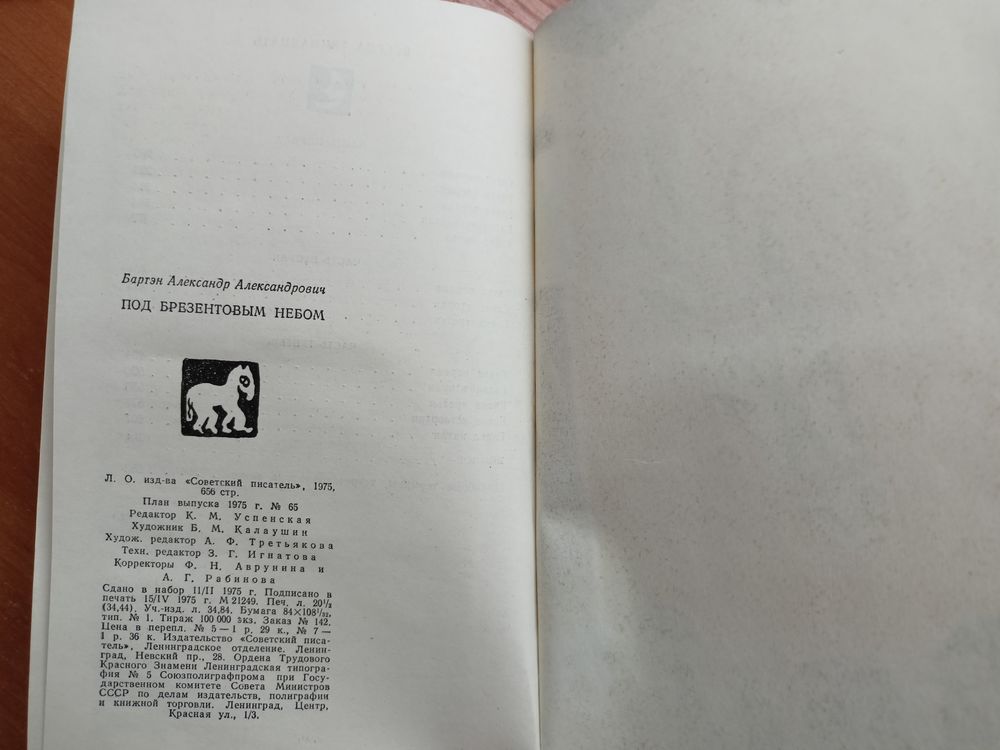 Бартэн Александр Александрович
ПОД БРЕЗЕНТОВЫМ НЕБОМ
Л. О. изд-ва «Советский писатель», 1975,
656 стр.
План выпуска 1975 г. № 65
Редактор К. М. Успенская
Художник Б. М. Калаушин
Худож. редактор А. Ф. Третьякова
Техн. редактор З. Г. Игнатова
Корректоры Ф. Н. Аврунина и
А. Г. Рабинова
Сдано в набор 11/II 1975 г. Подписано в
печать 15/IV 1975 г. М 21249. Печ. л. 20½
(34,44). Уч.-изд. л. 34,84. Бумага 84×108¹/₃₂,
тип. № 1. Тираж 100 000 экз. Заказ № 142.
Цена в перепл. № 5—1 р. 29 к., № 7—
1 р. 36 к. Издательство «Советский писа-
тель», Ленинградское отделение. Ленин-
град, Невский пр., 28. Ордена Трудового
Красного Знамени Ленинградская типогра-
фия № 5 Союзполиграфпрома при Госу-
дарственном комитете Совета Министров
СССР по делам издательств, полиграфии
и книжной торговли. Ленинград, Центр,
Красная ул., 1/3.